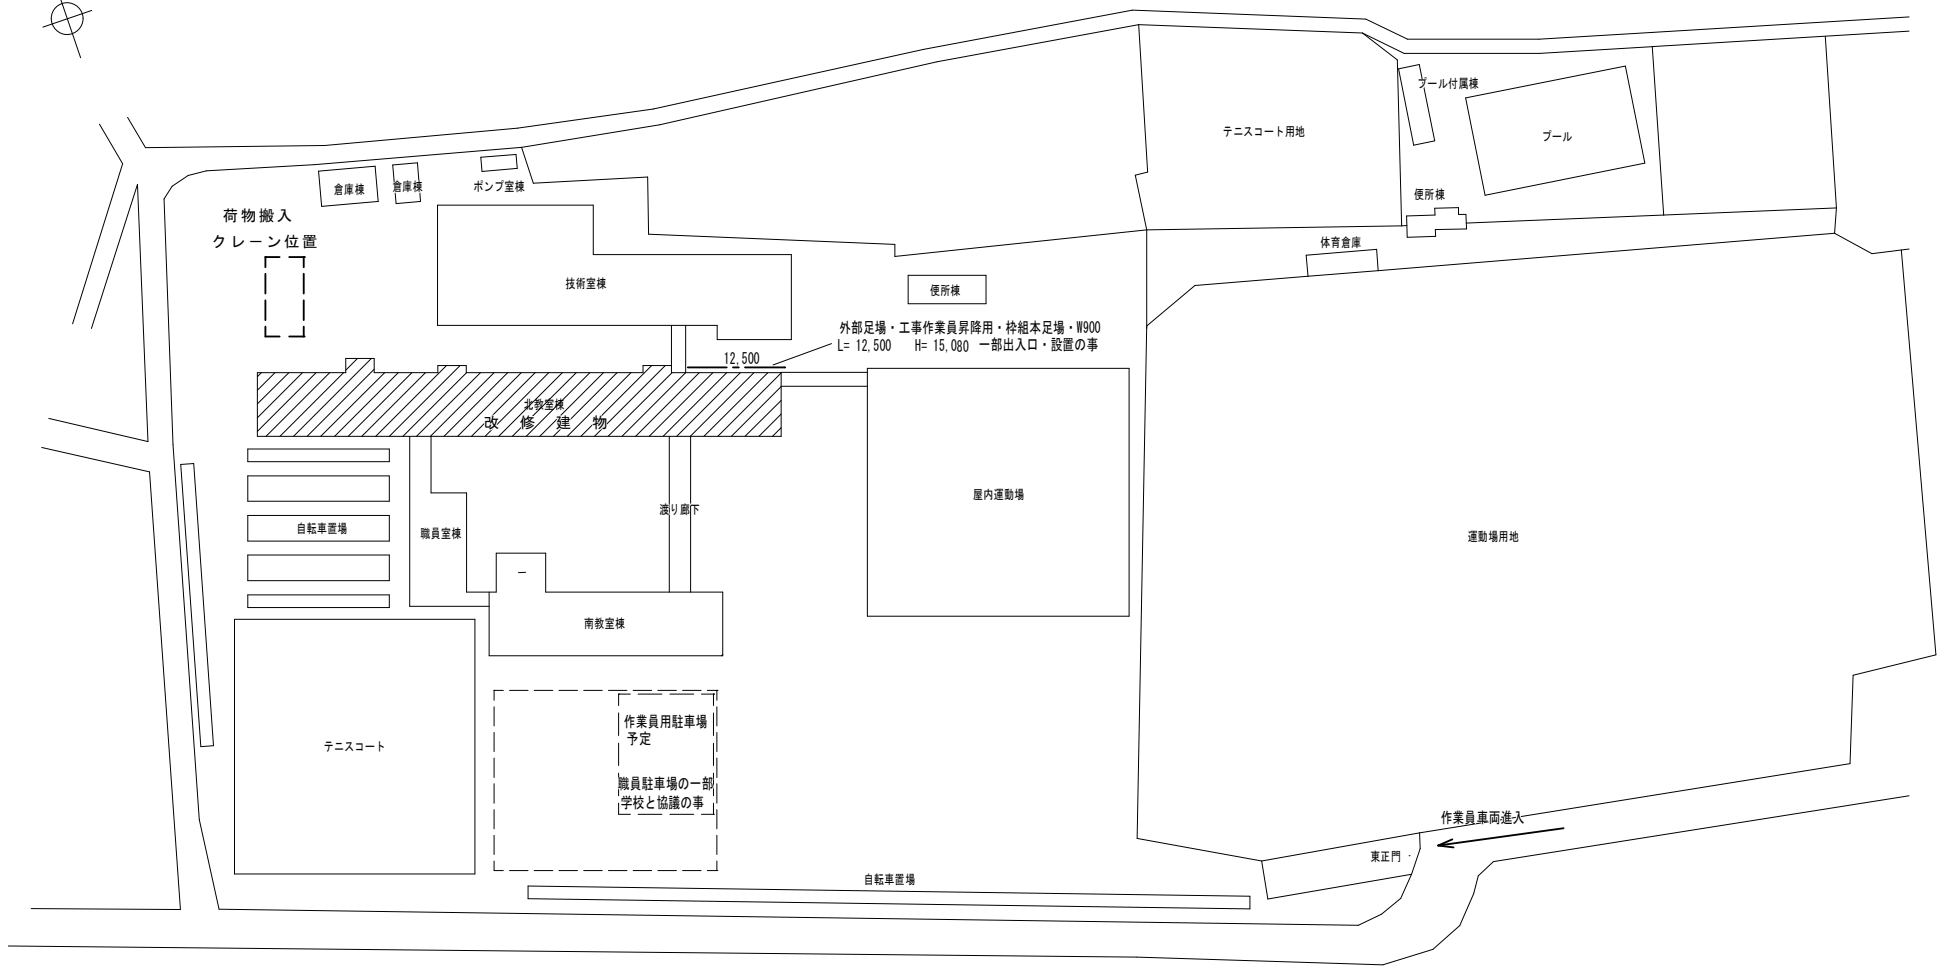 プール付属棟
テニスコート用地
プール
倉庫棟
倉庫棟
ポンプ室棟
便所棟
荷物搬入
クレーン位置
体育倉庫
技術室棟
便所棟
外部足場・工事作業員昇降用・枠組本足場・W900
L= 12,500 H= 15,080 一部出入口・設置の事
12,500
北教室棟
改修建物
屋内運動場
渡り廊下
自転車置場
職員室棟
運動場用地
南教室棟
作業員用駐車場
予定
テニスコート
職員駐車場の一部
学校と協議の事
作業員車両進入
東正門
自転車置場